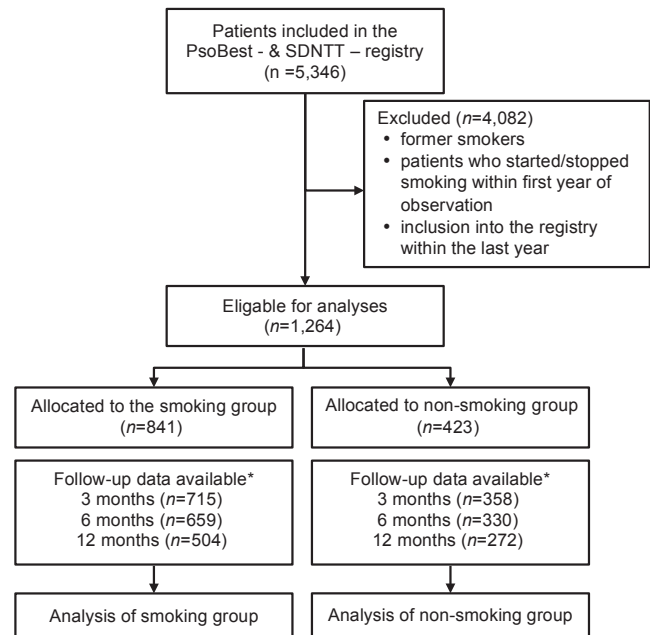 Patients included in the
PsoBest - & SDNTT – registry
(n =5,346)
Excluded (n=4,082)
• former smokers
• patients who started/stopped
smoking within first year of
observation
• inclusion into the registry
within the last year
Eligible for analyses
(n=1,264)
Allocated to the smoking group
(n=841)
Allocated to non-smoking group
(n=423)
Follow-up data available*
3 months (n=715)
6 months (n=659)
12 months (n=504)
Follow-up data available*
3 months (n=358)
6 months (n=330)
12 months (n=272)
Analysis of smoking group
Analysis of non-smoking group